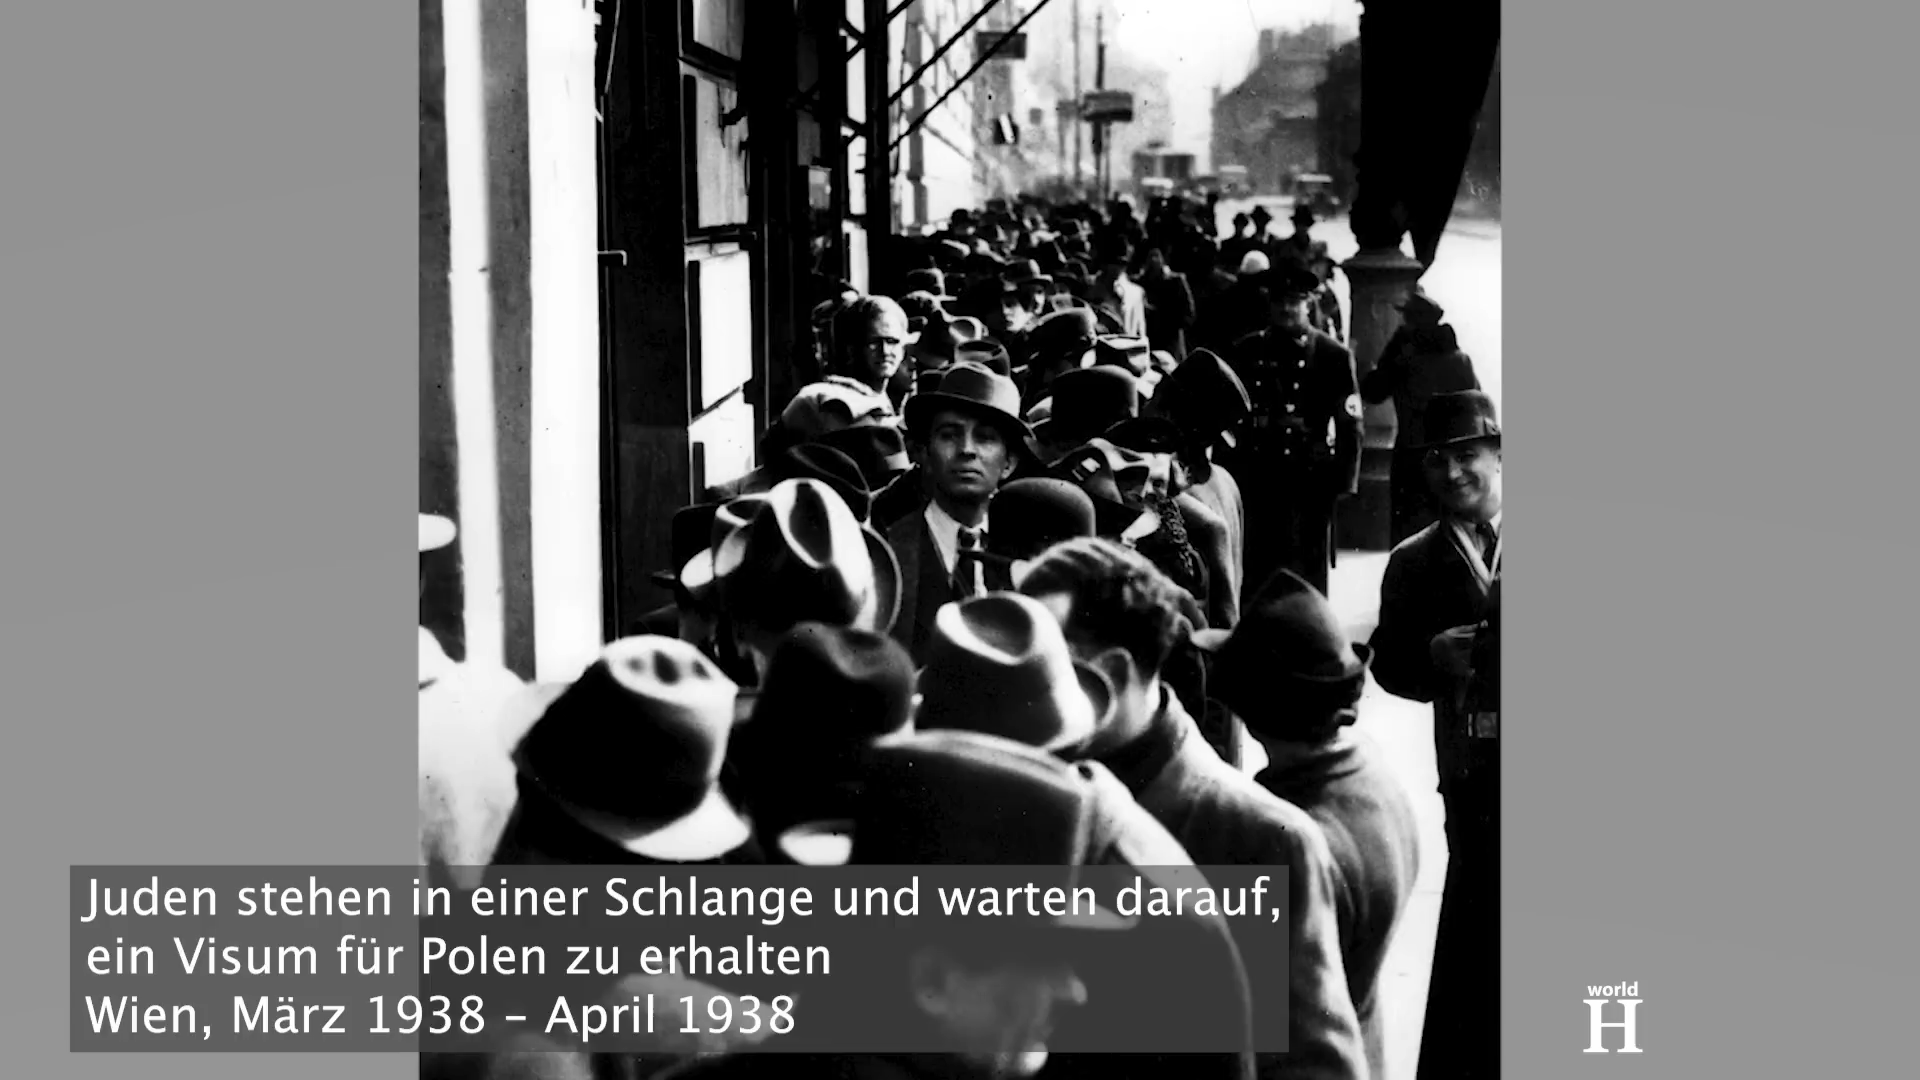 Juden stehen in einer Schlange und warten darauf,
ein Visum für Polen zu erhalten
Wien, März 1938 – April 1938
world
H